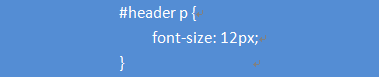 #header p {
font-size: 12px;
}